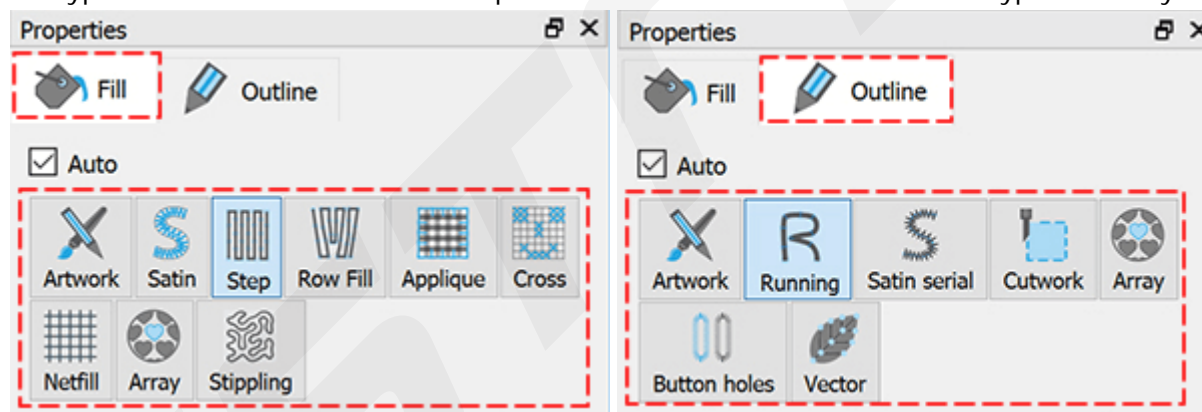 Properties
Fill Outline
Auto
Artwork Satin Step Row Fill Applique Cross
Netfill Array Stippling
Properties
Fill Outline
Auto
Artwork Running Satin serial Cutwork Array
Button holes Vector